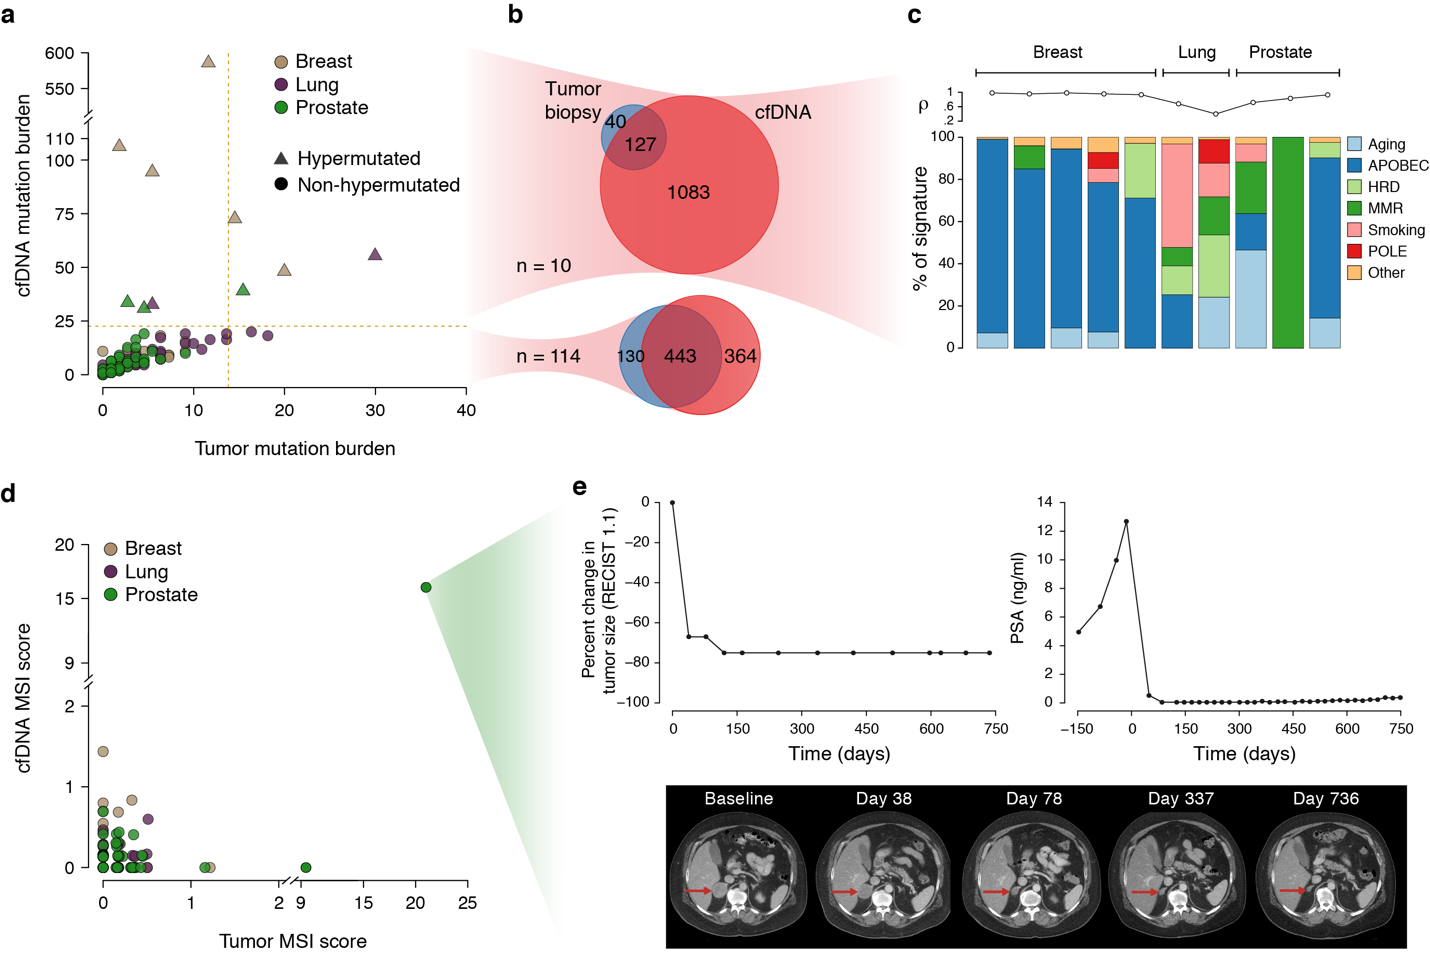 a
600
550
110
100
75
50
25
0
cfDNA mutation burden
Breast
Lung
Prostate
Hypermutated
Non-hypermutated
0 10 20 30 40
Tumor mutation burden
b
Tumor
biopsy
cfDNA
40
127
1083
n = 10
n = 114
130
443
364
c
Breast Lung Prostate
ρ
1
.6
.2
100
80
60
40
20
0
% of signature
Aging
APOBEC
HRD
MMR
Smoking
POLE
Other
d
20
15
9
2
1
0
cfDNA MSI score
Breast
Lung
Prostate
0 1 2 9 15 20 25
Tumor MSI score
e
0
−20
−40
−60
−80
−100
Percent change in
tumor size (RECIST 1.1)
0 150 300 450 600 750
Time (days)
14
12
10
8
6
4
2
0
PSA (ng/ml)
−150 0 150 300 450 600 750
Time (days)
Baseline Day 38 Day 78 Day 337 Day 736